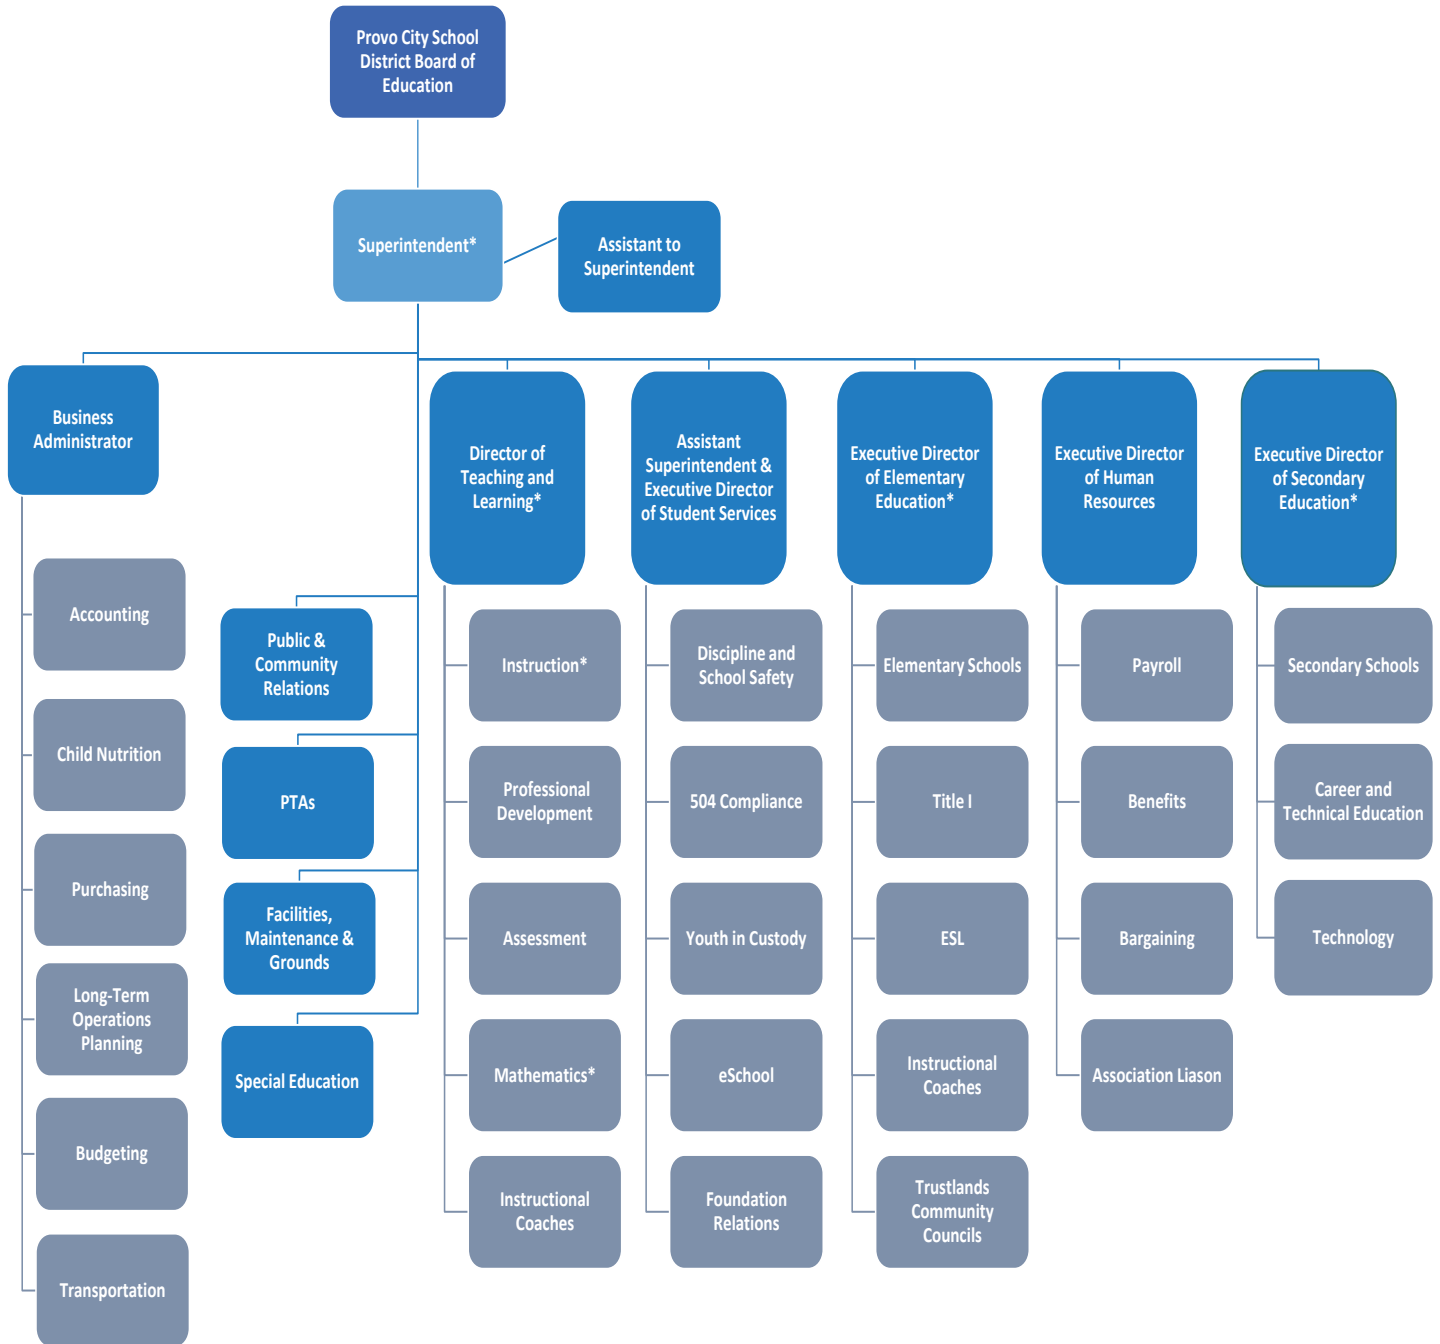 Provo City School
District Board of
Education
Superintendent*
Assistant to
Superintendent
Business
Administrator
Accounting
Child Nutrition
Purchasing
Long-Term
Operations
Planning
Budgeting
Transportation
Public &
Community
Relations
PTAs
Facilities,
Maintenance &
Grounds
Special Education
Director of
Teaching and
Learning*
Instruction*
Professional
Development
Assessment
Mathematics*
Instructional
Coaches
Assistant
Superintendent &
Executive Director
of Student Services
Discipline and
School Safety
504 Compliance
Youth in Custody
eSchool
Foundation
Relations
Executive Director
of Elementary
Education*
Elementary Schools
Title I
ESL
Instructional
Coaches
Trustlands
Community
Councils
Executive Director
of Human
Resources
Payroll
Benefits
Bargaining
Association Liason
Executive Director
of Secondary
Education*
Secondary Schools
Career and
Technical Education
Technology